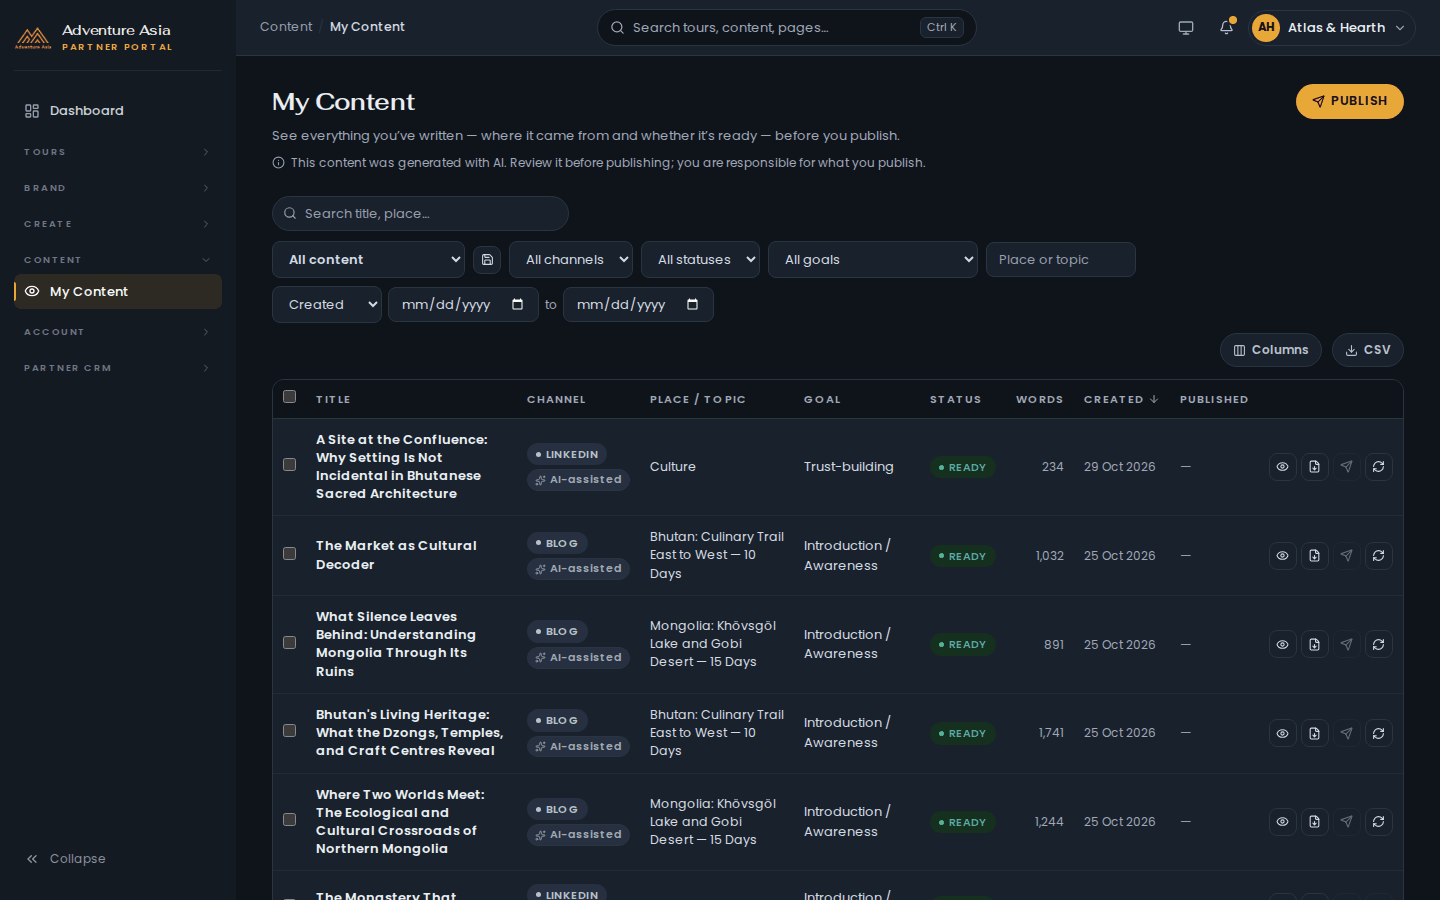 Adventure Asia
PARTNER PORTAL
Adventure Asia
Dashboard
TOURS
BRAND
CREATE
CONTENT
My Content
ACCOUNT
PARTNER CRM
Collapse
Content / My Content
Search tours, content, pages... Ctrl K
AH Atlas & Hearth
My Content
PUBLISH
See everything you've written — where it came from and whether it's ready — before you publish.
This content was generated with AI. Review it before publishing; you are responsible for what you publish.
Search title, place...
All content All channels All statuses All goals Place or topic
Created mm/dd/yyyy to mm/dd/yyyy
Columns CSV
TITLE CHANNEL PLACE / TOPIC GOAL STATUS WORDS CREATED ↓ PUBLISHED
A Site at the Confluence:
Why Setting Is Not
Incidental in Bhutanese
Sacred Architecture
LINKEDIN
AI-assisted
Culture
Trust-building
READY
234
29 Oct 2026
—
The Market as Cultural
Decoder
BLOG
AI-assisted
Bhutan: Culinary Trail
East to West — 10
Days
Introduction /
Awareness
READY
1,032
25 Oct 2026
—
What Silence Leaves
Behind: Understanding
Mongolia Through Its
Ruins
BLOG
AI-assisted
Mongolia: Khövsgöl
Lake and Gobi
Desert — 15 Days
Introduction /
Awareness
READY
891
25 Oct 2026
—
Bhutan's Living Heritage:
What the Dzongs, Temples,
and Craft Centres Reveal
BLOG
AI-assisted
Bhutan: Culinary Trail
East to West — 10
Days
Introduction /
Awareness
READY
1,741
25 Oct 2026
—
Where Two Worlds Meet:
The Ecological and
Cultural Crossroads of
Northern Mongolia
BLOG
AI-assisted
Mongolia: Khövsgöl
Lake and Gobi
Desert — 15 Days
Introduction /
Awareness
READY
1,244
25 Oct 2026
—
The Monastery That
LINKEDIN
Introduction /